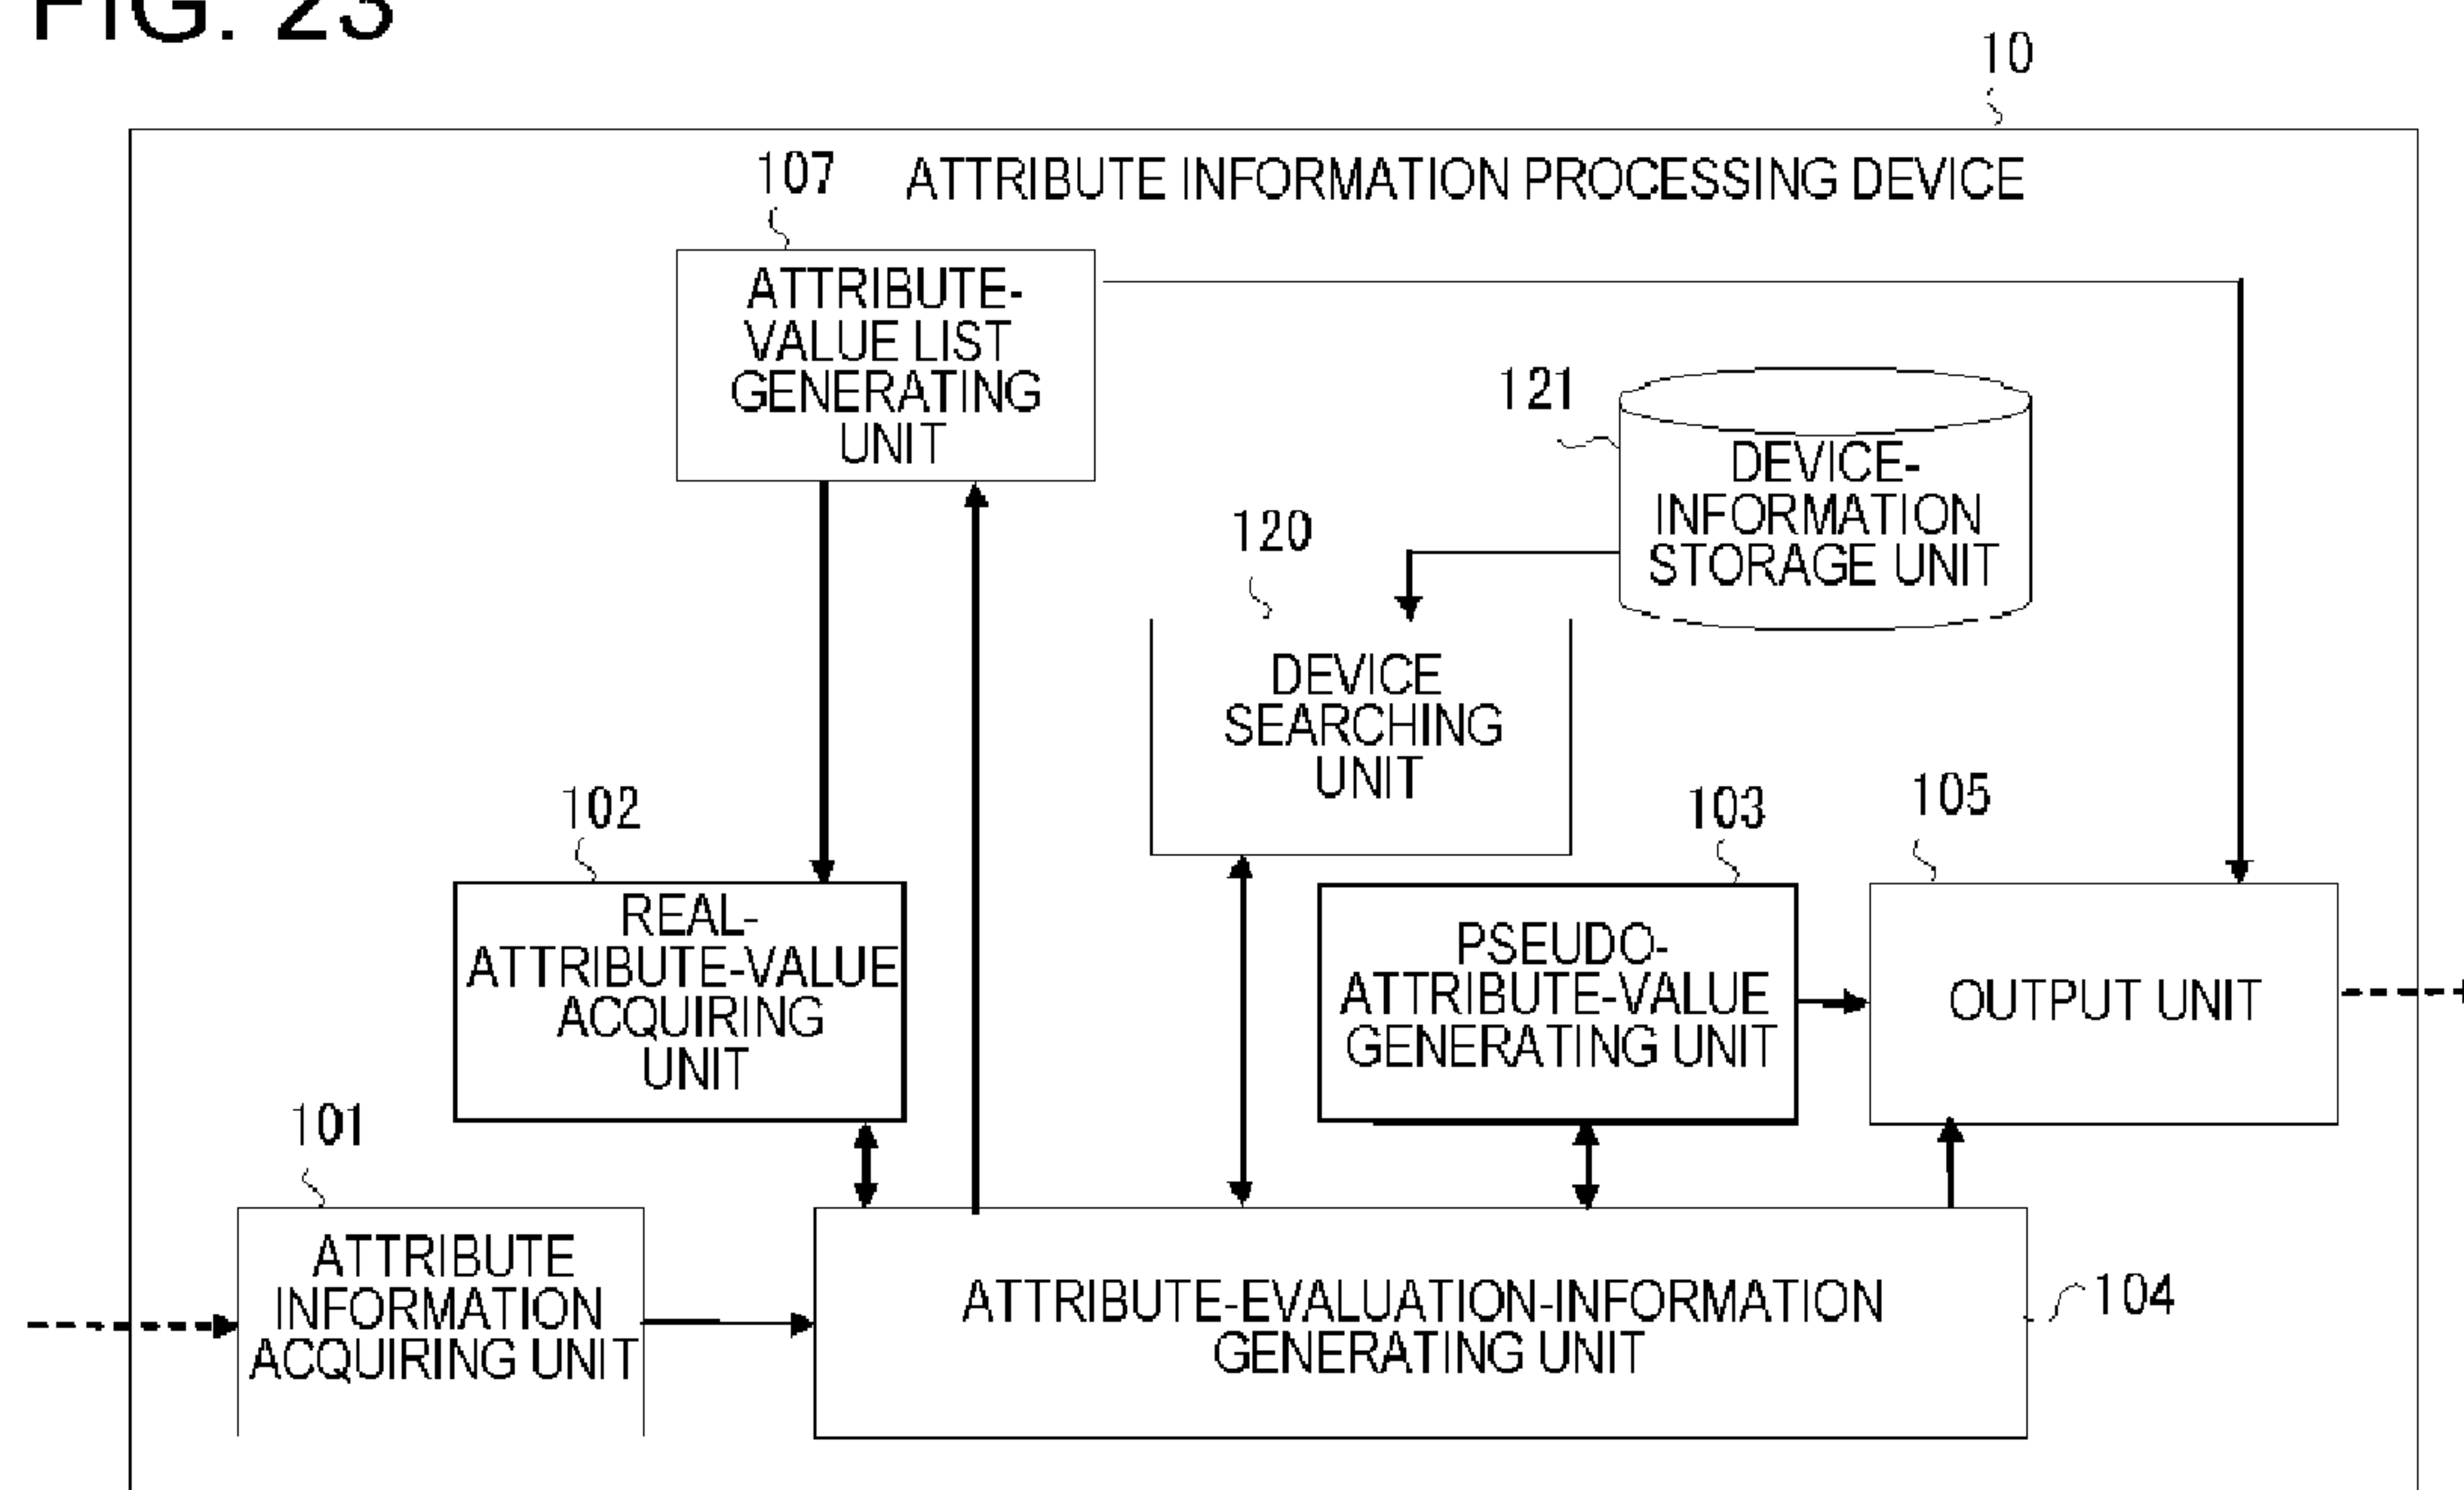 FIG. 23
10
ATTRIBUTE INFORMATION PROCESSING DEVICE
107
ATTRIBUTE-
VALUE LIST
GENERATING
UNIT
121
DEVICE-
INFORMATION
STORAGE UNIT
120
DEVICE
SEARCHING
UNIT
102
REAL-
ATTRIBUTE-VALUE
ACQUIRING
UNIT
103
PSEUDO-
ATTRIBUTE-VALUE
GENERATING UNIT
105
OUTPUT UNIT
101
ATTRIBUTE
INFORMATION
ACQUIRING UNIT
ATTRIBUTE-EVALUATION-INFORMATION
GENERATING UNIT
104